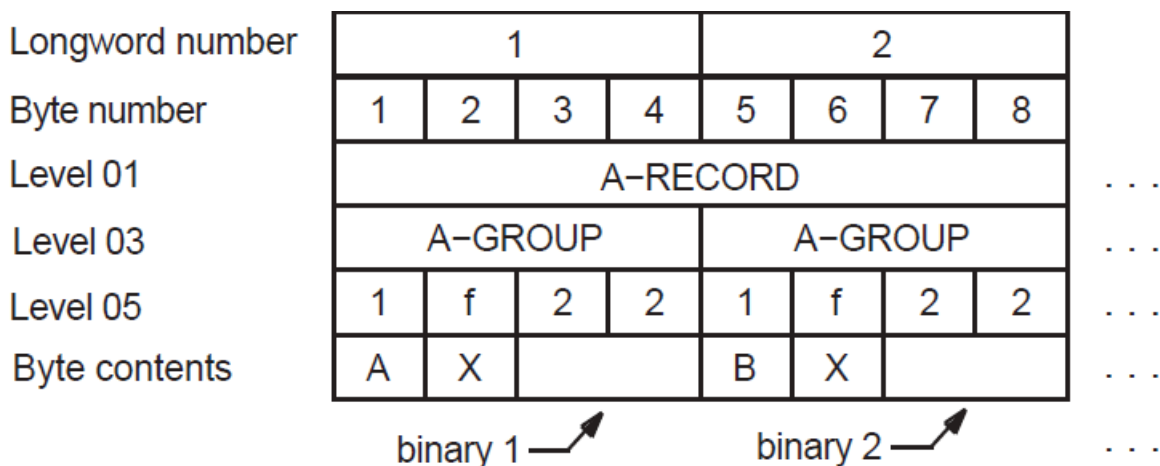 Longword number 1 2
Byte number 1 2 3 4 5 6 7 8
Level 01 A−RECORD . . .
Level 03 A−GROUP A−GROUP . . .
Level 05 1 f 2 2 1 f 2 2 . . .
Byte contents A X B X . . .
binary 1 binary 2 . . .